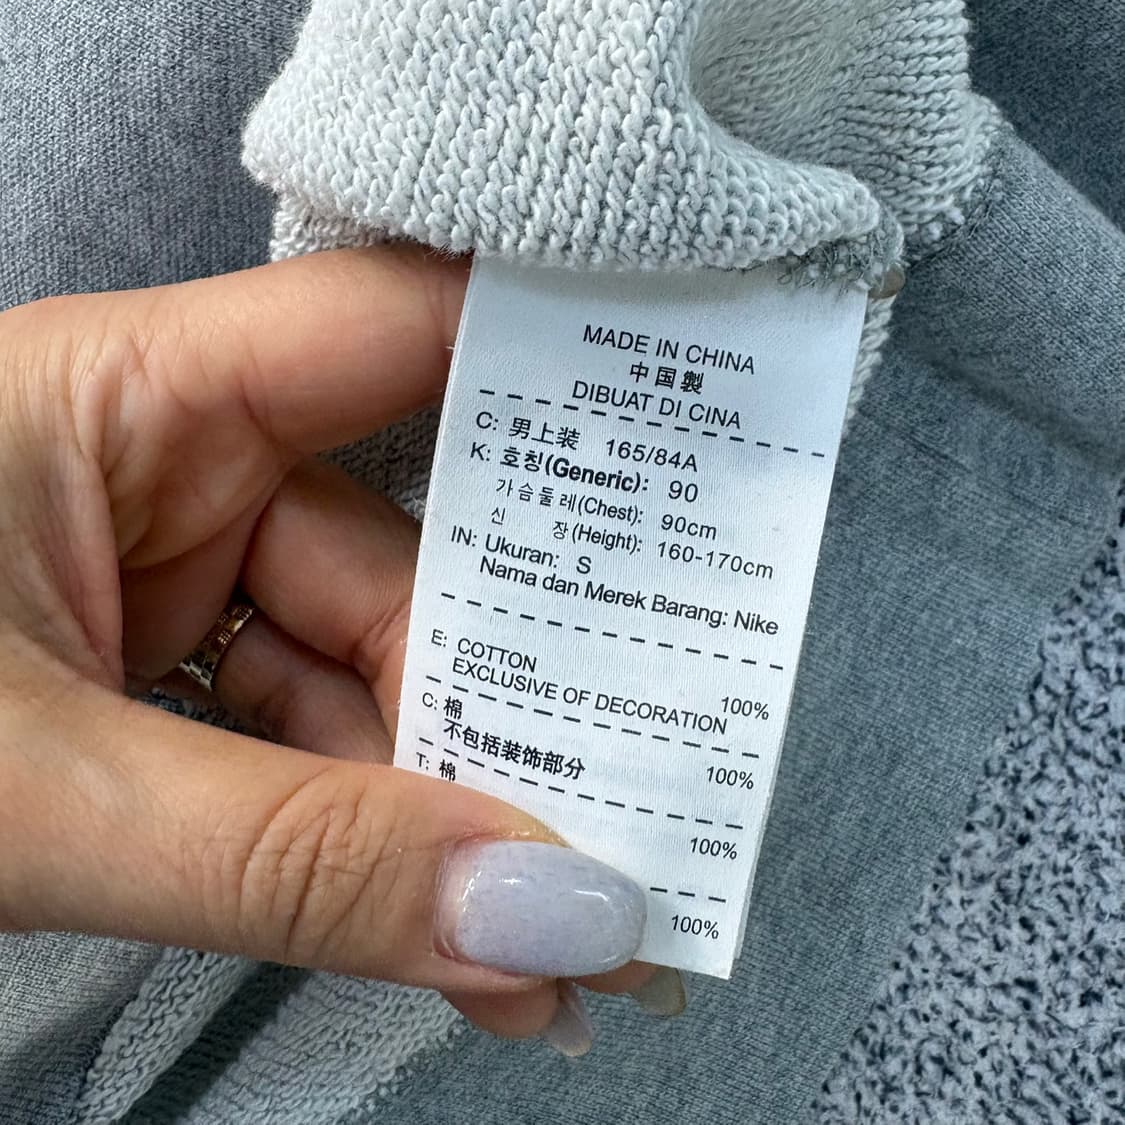 MADE IN CHINA
中国製
DIBUAT DI CINA
C: 男上装 165/84A
K: 호칭(Generic): 90
가슴둘레(Chest): 90cm
신 장(Height): 160-170cm
IN: Ukuran: S
Nama dan Merek Barang: Nike
E: COTTON 100%
EXCLUSIVE OF DECORATION
C: 棉 100%
不包括装饰部分
T: 棉 100%
100%